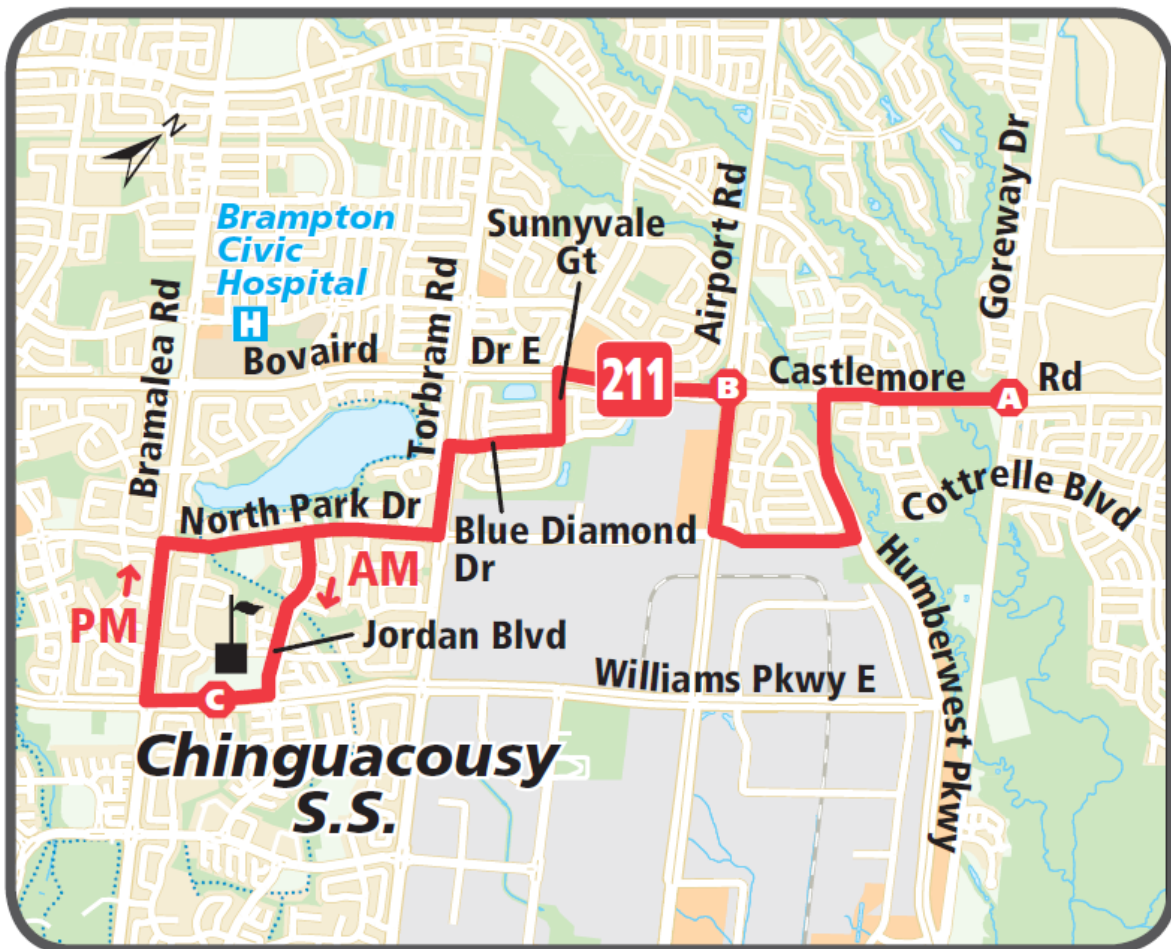 N
Goreway Dr
Brampton
Civic
Hospital
H
Sunnyvale
Gt
Airport Rd
Bramalea Rd
Torbram Rd
Bovaird
Dr E
211
B
Castlemore
A
Rd
Cottrelle Blvd
North Park Dr
Blue Diamond
Dr
AM
PM
Jordan Blvd
Humberwest Pkwy
Williams Pkwy E
C
Chinguacousy
S.S.